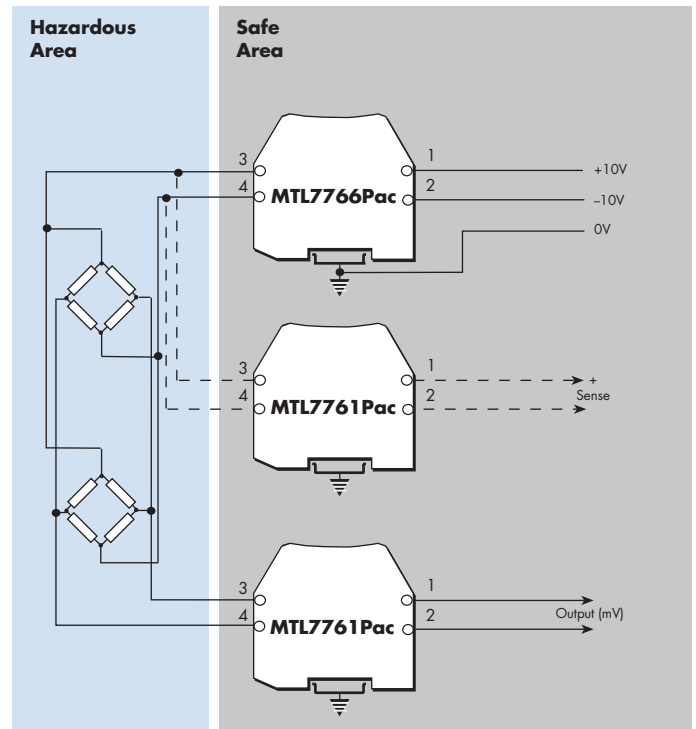 Hazardous
Area
Safe
Area
3
1
+10V
4
MTL7766Pac
2
–10V
0V
3
1
+
4
MTL7761Pac
2
Sense
3
1
4
MTL7761Pac
2
Output (mV)